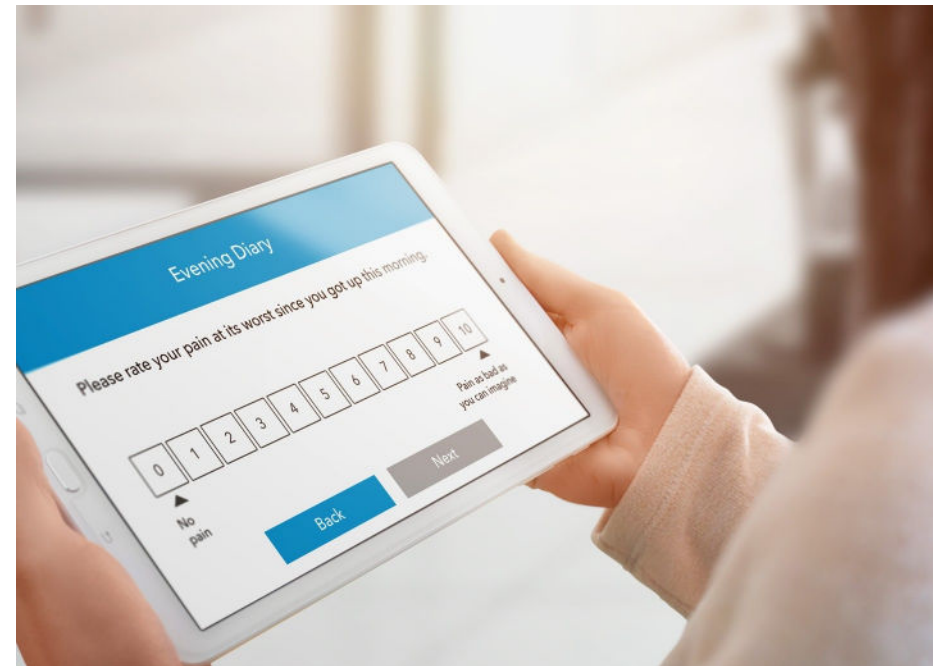 Evening Diary
Please rate your pain at its worst since you got up this morning.
0 1 2 3 4 5 6 7 8 9 10
No
pain
Pain as bad as
you can imagine
Back
Next